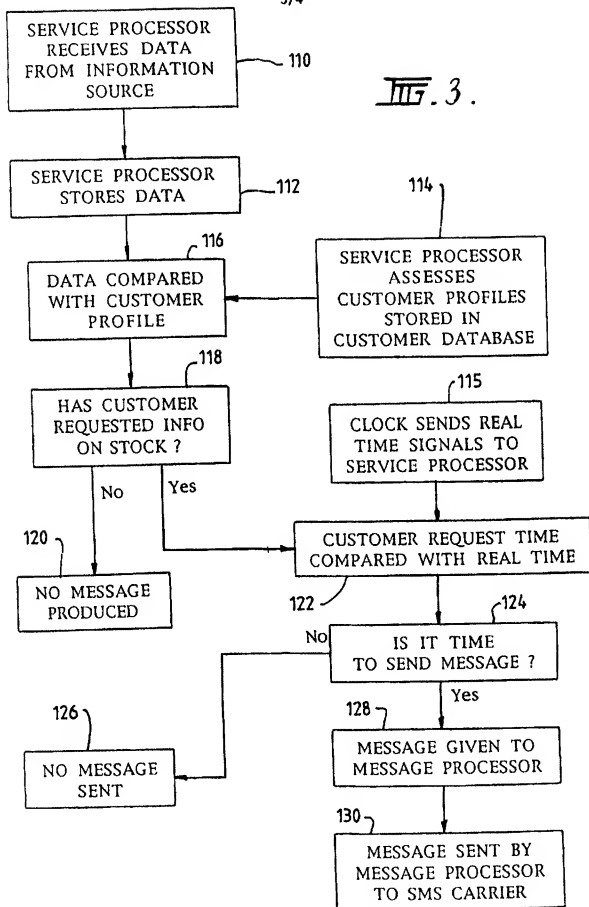 3/4
SERVICE PROCESSOR
RECEIVES DATA
FROM INFORMATION
SOURCE
110
FIG. 3.
SERVICE PROCESSOR
STORES DATA
112
114
116
DATA COMPARED
WITH CUSTOMER
PROFILE
SERVICE PROCESSOR
ASSESSES
CUSTOMER PROFILES
STORED IN
CUSTOMER DATABASE
118
HAS CUSTOMER
REQUESTED INFO
ON STOCK ?
115
CLOCK SENDS REAL
TIME SIGNALS TO
SERVICE PROCESSOR
No
Yes
120
NO MESSAGE
PRODUCED
CUSTOMER REQUEST TIME
COMPARED WITH REAL TIME
122
124
No
IS IT TIME
TO SEND MESSAGE ?
Yes
126
NO MESSAGE
SENT
128
MESSAGE GIVEN TO
MESSAGE PROCESSOR
130
MESSAGE SENT BY
MESSAGE PROCESSOR
TO SMS CARRIER